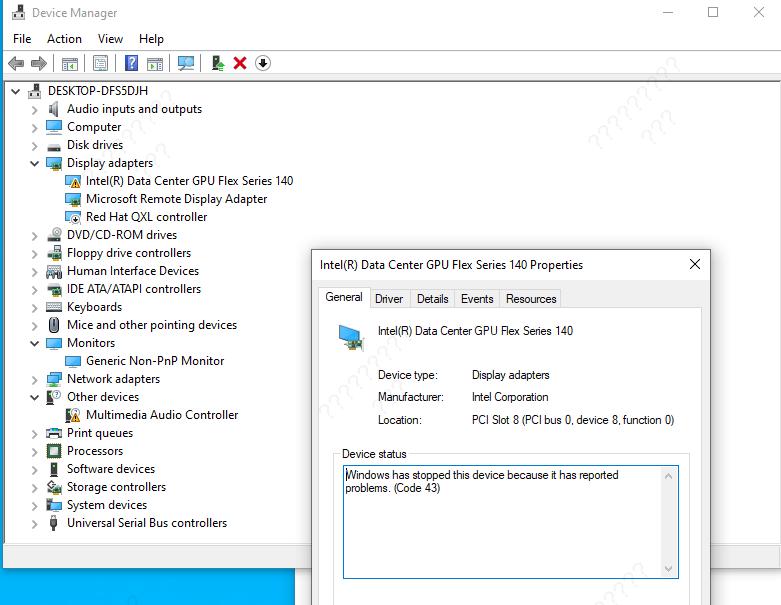 Device Manager
File Action View Help
DESKTOP-DFS5DJH
Audio inputs and outputs
Computer
Disk drives
Display adapters
Intel(R) Data Center GPU Flex Series 140
Microsoft Remote Display Adapter
Red Hat QXL controller
DVD/CD-ROM drives
Floppy drive controllers
Human Interface Devices
IDE ATA/ATAPI controllers
Keyboards
Mice and other pointing devices
Monitors
Generic Non-PnP Monitor
Network adapters
Other devices
Multimedia Audio Controller
Print queues
Processors
Software devices
Storage controllers
System devices
Universal Serial Bus controllers
Intel(R) Data Center GPU Flex Series 140 Properties
General Driver Details Events Resources
Intel(R) Data Center GPU Flex Series 140
Device type: Display adapters
Manufacturer: Intel Corporation
Location: PCI Slot 8 (PCI bus 0, device 8, function 0)
Device status
Windows has stopped this device because it has reported
problems. (Code 43)